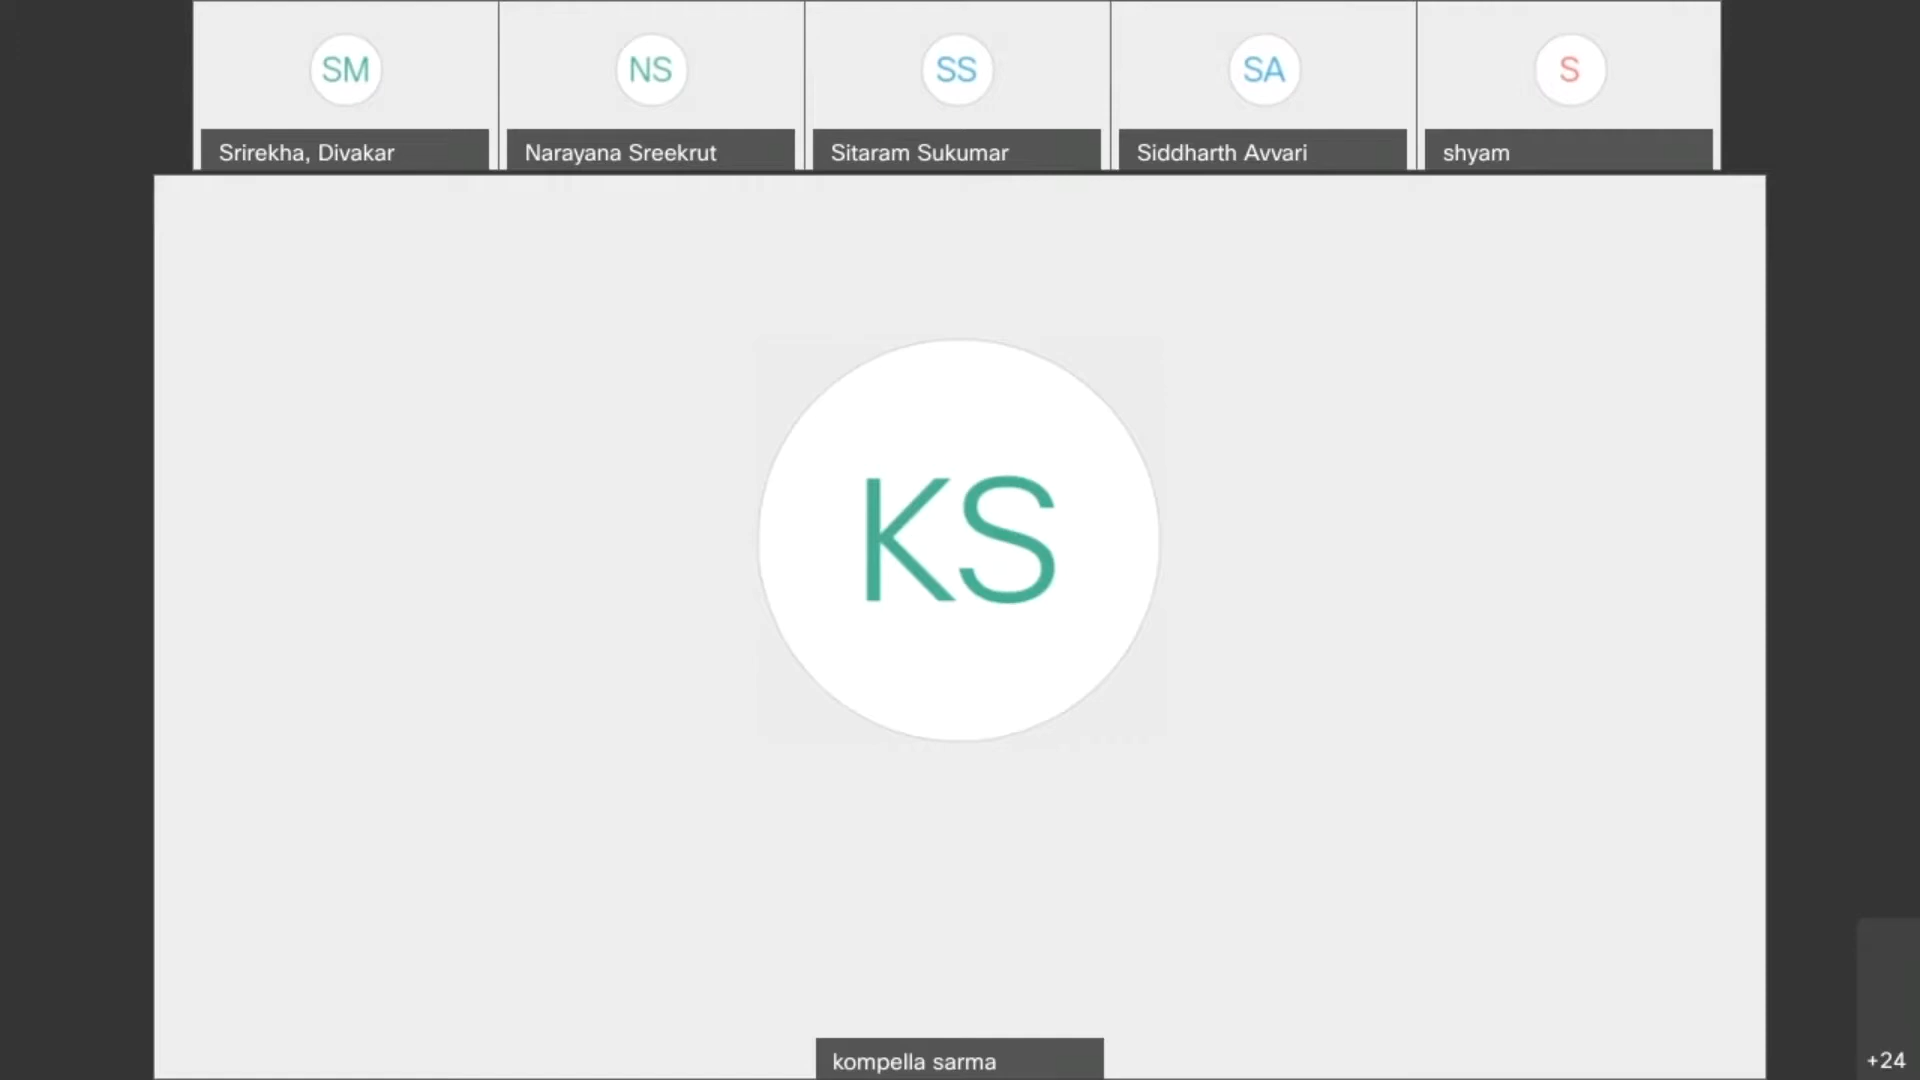 SM
NS
SS
SA
S
Srirekha, Divakar
Narayana Sreekrut
Sitaram Sukumar
Siddharth Avvari
shyam
KS
kompella sarma
+24